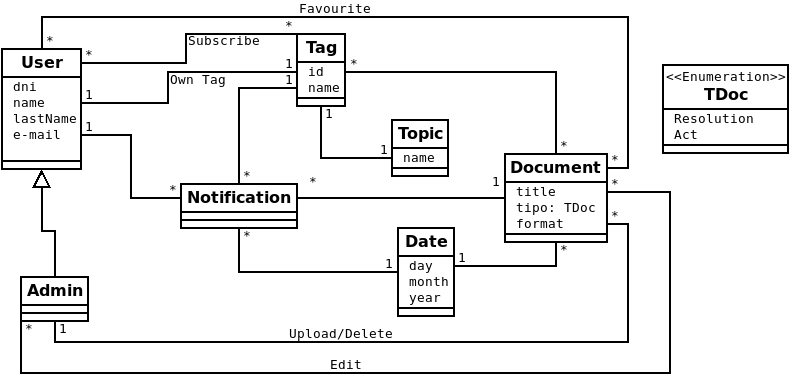 Favourite
*
*
*
Subscribe
User
dni
name
lastName
e-mail
1
1
Own Tag
1
1
Tag
id
name
*
1
<<Enumeration>>
TDoc
Resolution
Act
Topic
name
1
*
Document
title
tipo: TDoc
format
*
*
*
*
1
*
*
*
Notification
*
Date
day
month
year
1
1
Admin
*
1
Upload/Delete
Edit